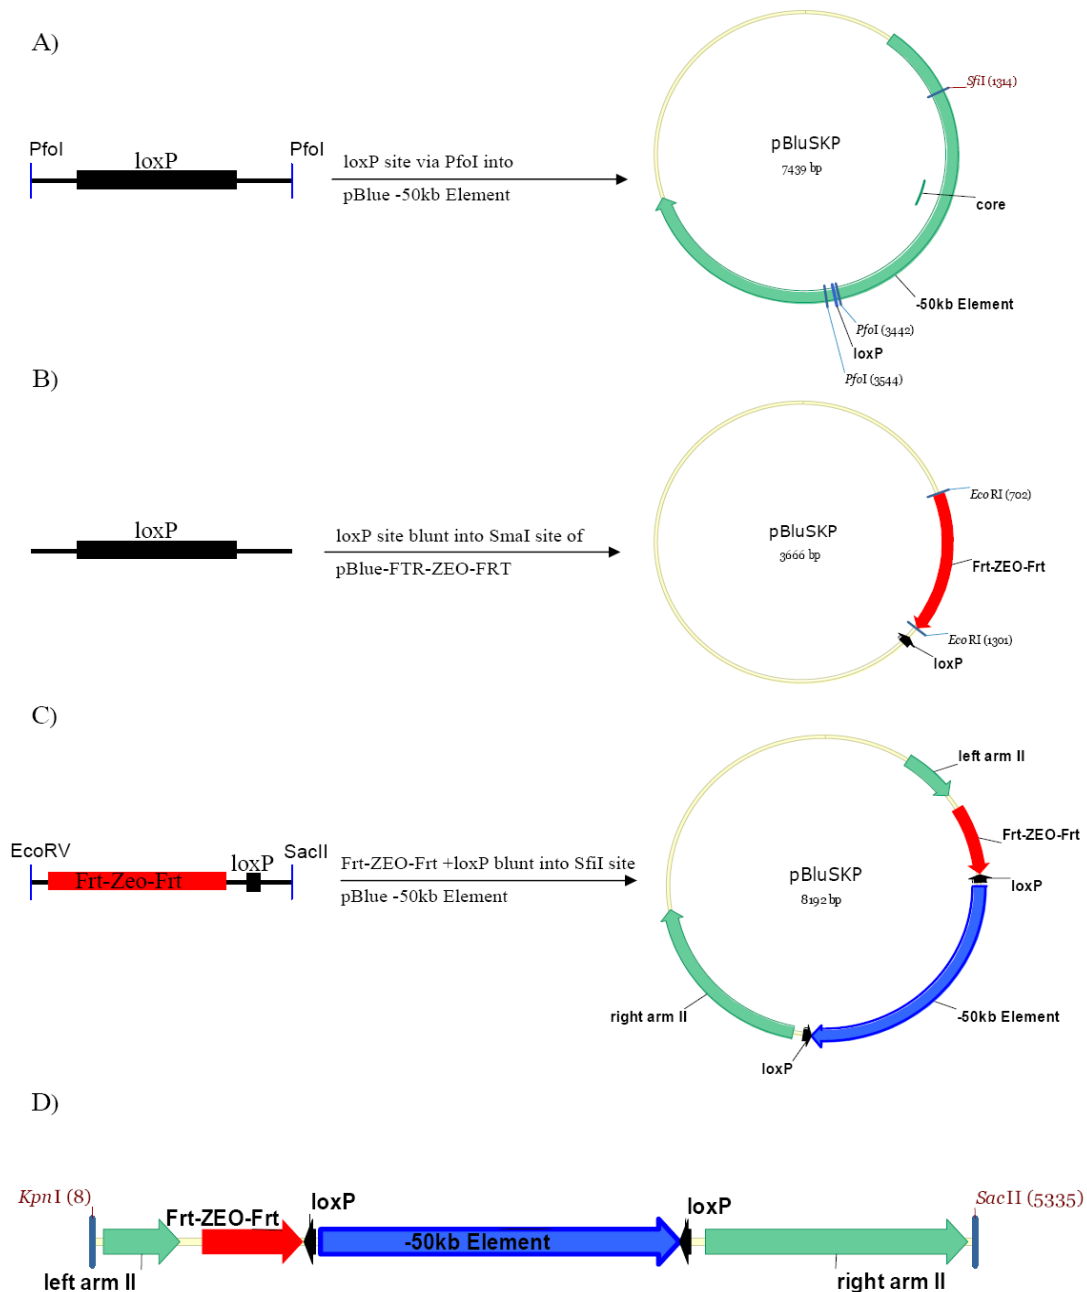 A)
PfoI
loxP
PfoI
loxP site via PfoI into
pBlue -50kb Element
pBluSKP
7439 bp
SfiI (1314)
core
-50kb Element
PfoI (3442)
loxP
PfoI (3544)
B)
loxP
loxP site blunt into SmaI site of
pBlue-FTR-ZEO-FRT
pBluSKP
3666 bp
EcoRI (702)
Frt-ZEO-Frt
EcoRI (1301)
loxP
C)
EcoRV
loxP
SacII
Frt-Zeo-Frt
Frt-ZEO-Frt +loxP blunt into SfiI site
pBlue -50kb Element
pBluSKP
8192 bp
left arm II
Frt-ZEO-Frt
loxP
-50kb Element
right arm II
loxP
D)
KpnI (8)
Frt-ZEO-Frt
loxP
loxP
SacII (5335)
-50kb Element
left arm II
right arm II